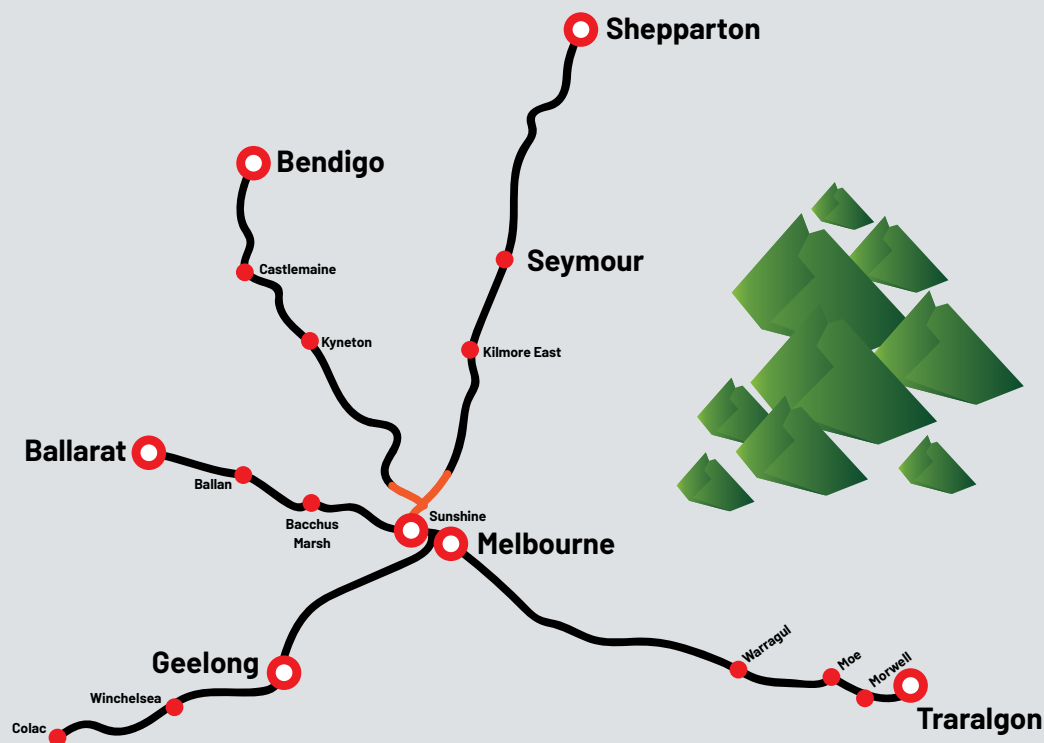 Shepparton
Bendigo
Seymour
Castlemaine
Kyneton
Kilmore East
Ballarat
Ballan
Bacchus
Marsh
Sunshine
Melbourne
Geelong
Winchelsea
Colac
Warragul
Moe
Morwell
Traralgon